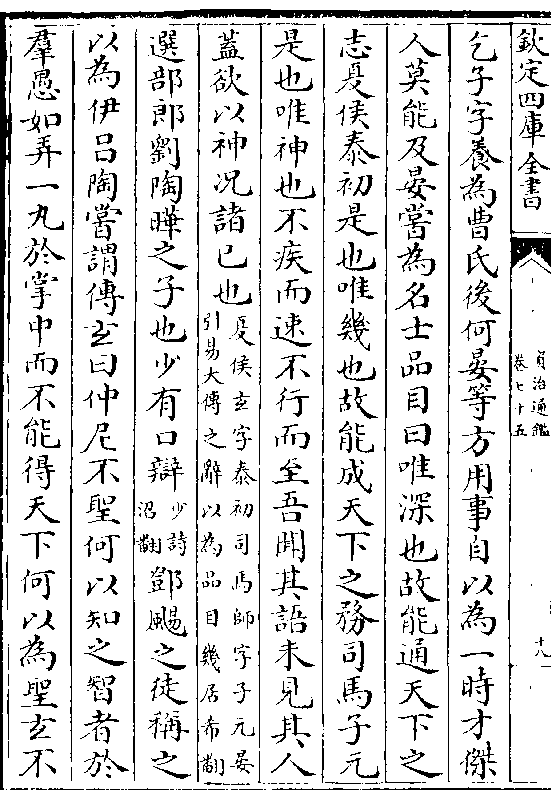 欽定四庫全書
資治通鑑
卷七十五
十九
乞子字養為曹氏後何晏等方用事自以為一時才傑
人莫能及晏嘗為名士品目曰唯深也故能通天下之
志夏侯泰初是也唯幾也故能成天下之務司馬子元
是也唯神也不疾而速不行而至吾聞其語未見其人
蓋欲以神况諸己也夏侯玄字泰初司馬師字子元晏
引易大傳之辭以為品目幾居希翻
選部郎劉陶曄之子也少有口辯少詩
沼翻鄧颺之徒稱之
以為伊吕陶嘗謂傅玄曰仲尼不聖何以知之智者於
羣愚如弄一丸於掌中而不能得天下何以為聖玄不